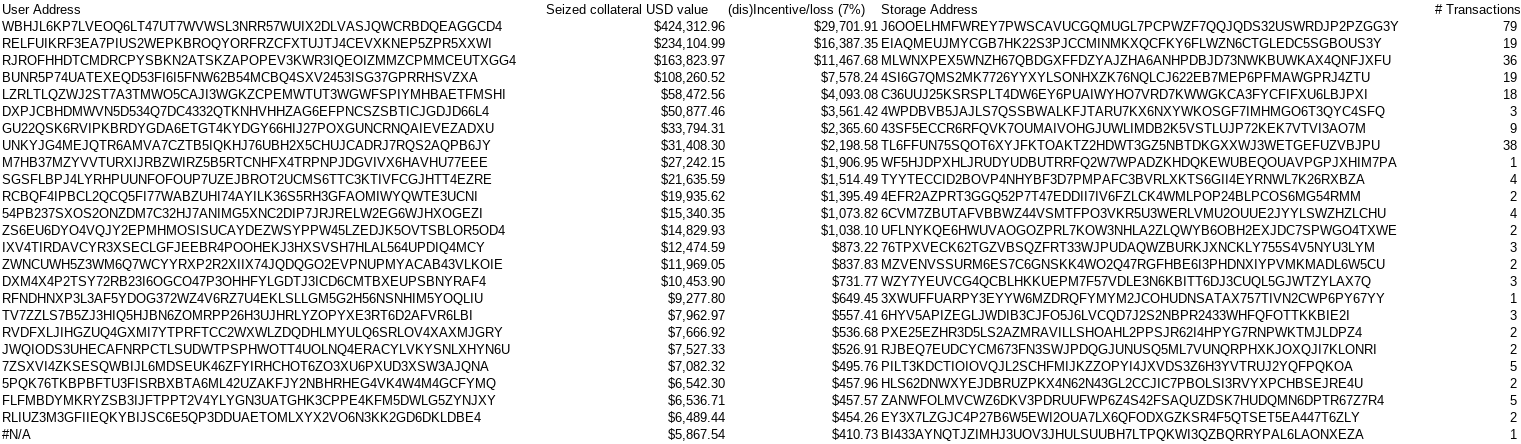 User Address Seized collateral USD value (dis)Incentive/loss (7%) Storage Address # Transactions
WBHJL6KP7LVEOQ6LT47UT7WVWSL3NRR57WUIX2DLVASJQWCRBDQEAGGCD4 $424,312.96 $29,701.91 J6OOELHMFWREY7PWSCAVUCGQMUGL7PCPWZF7QQJQDS32USWRDJP2PZGG3Y 79
RELFUIKRF3EA7PIUS2WEPKBROQYORFRZCFXTUJTJ4CEVXKNEP5ZPR5XXWI $234,104.99 $16,387.35 EIAQMEUJMYCGB7HK22S3PJCCMINMKXQCFKY6FLWZN6CTGLEDC5SGBOUS3Y 19
RJROFHHDTCMDRCPYSBKN2ATSKZAPOPEV3KWR3IQEOIZMMZCPMMCEUTXGG4 $163,823.97 $11,467.68 MLWNXPEX5WNZH67QBDGXFFDZYAJZHA6ANHPDBJD73NWKBUWKAX4QNFJXFU 36
BUNR5P74UATEXEQD53FI6I5FNW62B54MCBQ4SXV2453ISG37GPRRHSVZXA $108,260.52 $7,578.24 4SI6G7QMS2MK7726YYXYLSONHXZK76NQLCJ622EB7MEP6PFMAWGPRJ4ZTU 19
LZRLTLQZWJ2ST7A3TMWO5CAJI3WGKZCPEMWTUT3WGWFSPIYMHBAETFMSHI $58,472.56 $4,093.08 C36UUJ25KSRSPLT4DW6EY6PUAIWYHO7VRD7KWWGKCA3FYCFIFXU6LBJPXI 18
DXPJCBHDMWVN5D534Q7DC4332QTKNHVHHZAG6EFPNCSZSBTICJGDJD66L4 $50,877.46 $3,561.42 4WPDBVB5JAJLS7QSSBWALKFJTARU7KX6NXYWKOSGF7IMHMGO6T3QYC4SFQ 3
GU22QSK6RVIPKBRDYGDA6ETGT4KYDGY66HIJ27POXGUNCRNQAIEVEZADXU $33,794.31 $2,365.60 43SF5ECCR6RFQVK7OUMAIVOHGJUWLIMDB2K5VSTLUJP72KEK7VTVI3AO7M 9
UNKYJG4MEJQTR6AMVA7CZTB5IQKHJ76UBH2X5CHUJCADRJ7RQS2AQPB6JY $31,408.30 $2,198.58 TL6FFUN75SQOT6XYJFKTOAKTZ2HDWT3GZ5NBTDKGXXWJ3WETGEFUZVBJPU 38
M7HB37MZYVVTURXIJRBZWIRZ5B5RTCNHFX4TRPNPJDGVIVX6HAVHU77EEE $27,242.15 $1,906.95 WF5HJDPXHLJRUDYUDBUTRRFQ2W7WPADZKHDQKEWUBEQOUAVPGPJXHIM7PA 1
SGSFLBPJ4LYRHPUUNFOFOUP7UZEJBROT2UCMS6TTC3KTIVFCGJHTT4EZRE $21,635.59 $1,514.49 TYYTECCID2BOVP4NHYBF3D7PMPAFC3BVRLXKTS6GII4EYRNWL7K26RXBZA 4
RCBQF4IPBCL2QCQ5FI77WABZUHI74AYILK36S5RH3GFAOMIWYQWTE3UCNI $19,935.62 $1,395.49 4EFR2AZPRT3GGQ52P7T47EDDII7IV6FZLCK4WMLPOP24BLPCOS6MG54RMM 2
54PB237SXOS2ONZDM7C32HJ7ANIMG5XNC2DIP7JRJRELW2EG6WJHXOGEZI $15,340.35 $1,073.82 6CVM7ZBUTAFVBBWZ44VSMTFPO3VKR5U3WERLVMU2OUUE2JYYLSWZHZLCHU 4
ZS6EU6DYO4VQJY2EPMHMOSISUCAYDEZWSYPPW45LZEDJK5OVTSBLOR5OD4 $14,829.93 $1,038.10 UFLNYKQE6HWUVAOGOZPRL7KOW3NHLA2ZLQWYB6OBH2EXJDC7SPWGO4TXWE 2
IXV4TIRDAVCYR3XSECLGFJEEBR4POOHEKJ3HXSVSH7HLAL564UPDIQ4MCY $12,474.59 $873.22 76TPXVECK62TGZVBSQZFRT33WJPUDAQWZBURKJXNCKLY755S4V5NYU3LYM 3
ZWNCUWH5Z3WM6Q7WCYYRXP2R2XIIX74JQDQGO2EVPNUPMYACAB43VLKOIE $11,969.05 $837.83 MZVENVSSURM6ES7C6GNSKK4WO2Q47RGFHBE6I3PHDNXIYPVMKMADL6W5CU 2
DXM4X4P2TSY72RB23I6OGCO47P3OHHFYLGDTJ3ICD6CMTBXEUPSBNYRAF4 $10,453.90 $731.77 WZY7YEUVCG4QCBLHKKUEPM7F57VDLE3N6KBITT6DJ3CUQL5GJWTZYLAX7Q 3
RFNDHNXP3L3AF5YDOG372WZ4V6RZ7U4EKLSLLGM5G2H56NSNHIM5YOQLIU $9,277.80 $649.45 3XWUFFUARPY3EYYW6MZDRQFYMYM2JCOHUDNSATAX757TIVN2CWP6PY67YY 1
TV7ZZLS7B5ZJ3HIQ5HJBN6ZOMRPP26H3UJHRLYZOPYXE3RT6D2AFVR6LBI $7,962.97 $557.41 6HYV5APIZEGLJWDIB3CJFO5J6LVCQD7J2S2NBPR2433WHFQFOTTKKBIE2I 3
RVDFXLJIHGZUQ4GXMI7YTPRFTCC2WXWLZDQDHLMYULQ6SRLOV4XAXMJGRY $7,666.92 $536.68 PXE25EZHR3D5LS2AZMRAVILLSHOAHL2PPSJR62I4HPYG7RNPWKTMJLDPZ4 2
JWQIODS3UHECAFNRPCTLSUDWTPSPHWOTT4UOLNQ4ERACYLVKYSNLXHYN6U $7,527.33 $526.91 RJBEQ7EUDCYCM673FN3SWJPDQGJUNUSQ5ML7VUNQRPHXKJOXQJI7KLONRI 2
7ZSXVI4ZKSESQWBIJL6MDSEUK46ZFYIRHCHOT6ZO3XU6PXUD3XSW3AJQNA $7,082.32 $495.76 PILT3KDCTIOIOVQJL2SCHFMIJKZZOPYI4JXVDS3Z6H3YVTRUJ2YQFPQKOA 5
5PQK76TKBPBFTU3FISRBXBTA6ML42UZAKFJY2NBHRHEG4VK4W4M4GCFYMQ $6,542.30 $457.96 HLS62DNWXYEJDBRUZPKX4N62N43GL2CCJIC7PBOLSI3RVYXPCHBSEJRE4U 2
FLFMBDYMKRYZSB3IJFTPPT2V4YLYGN3UATGHK3CPPE4KFM5DWLG5ZYNJXY $6,536.71 $457.57 ZANWFOLMVCWZ6DKV3PDRUUFWP6Z4S42FSAQUZDSK7HUDQMN6DPTR67Z7R4 5
RLIUZ3M3GFIIEQKYBIJSC6E5QP3DDUAETOMLXYX2VO6N3KK2GD6DKLDBE4 $6,489.44 $454.26 EY3X7LZGJC4P27B6W5EWI2OUA7LX6QFODXGZKSR4F5QTSET5EA447T6ZLY 2
#N/A $5,867.54 $410.73 BI433AYNQTJZIMHJ3UOV3JHULSUUBH7LTPQKWI3QZBQRRYPAL6LAONXEZA 1